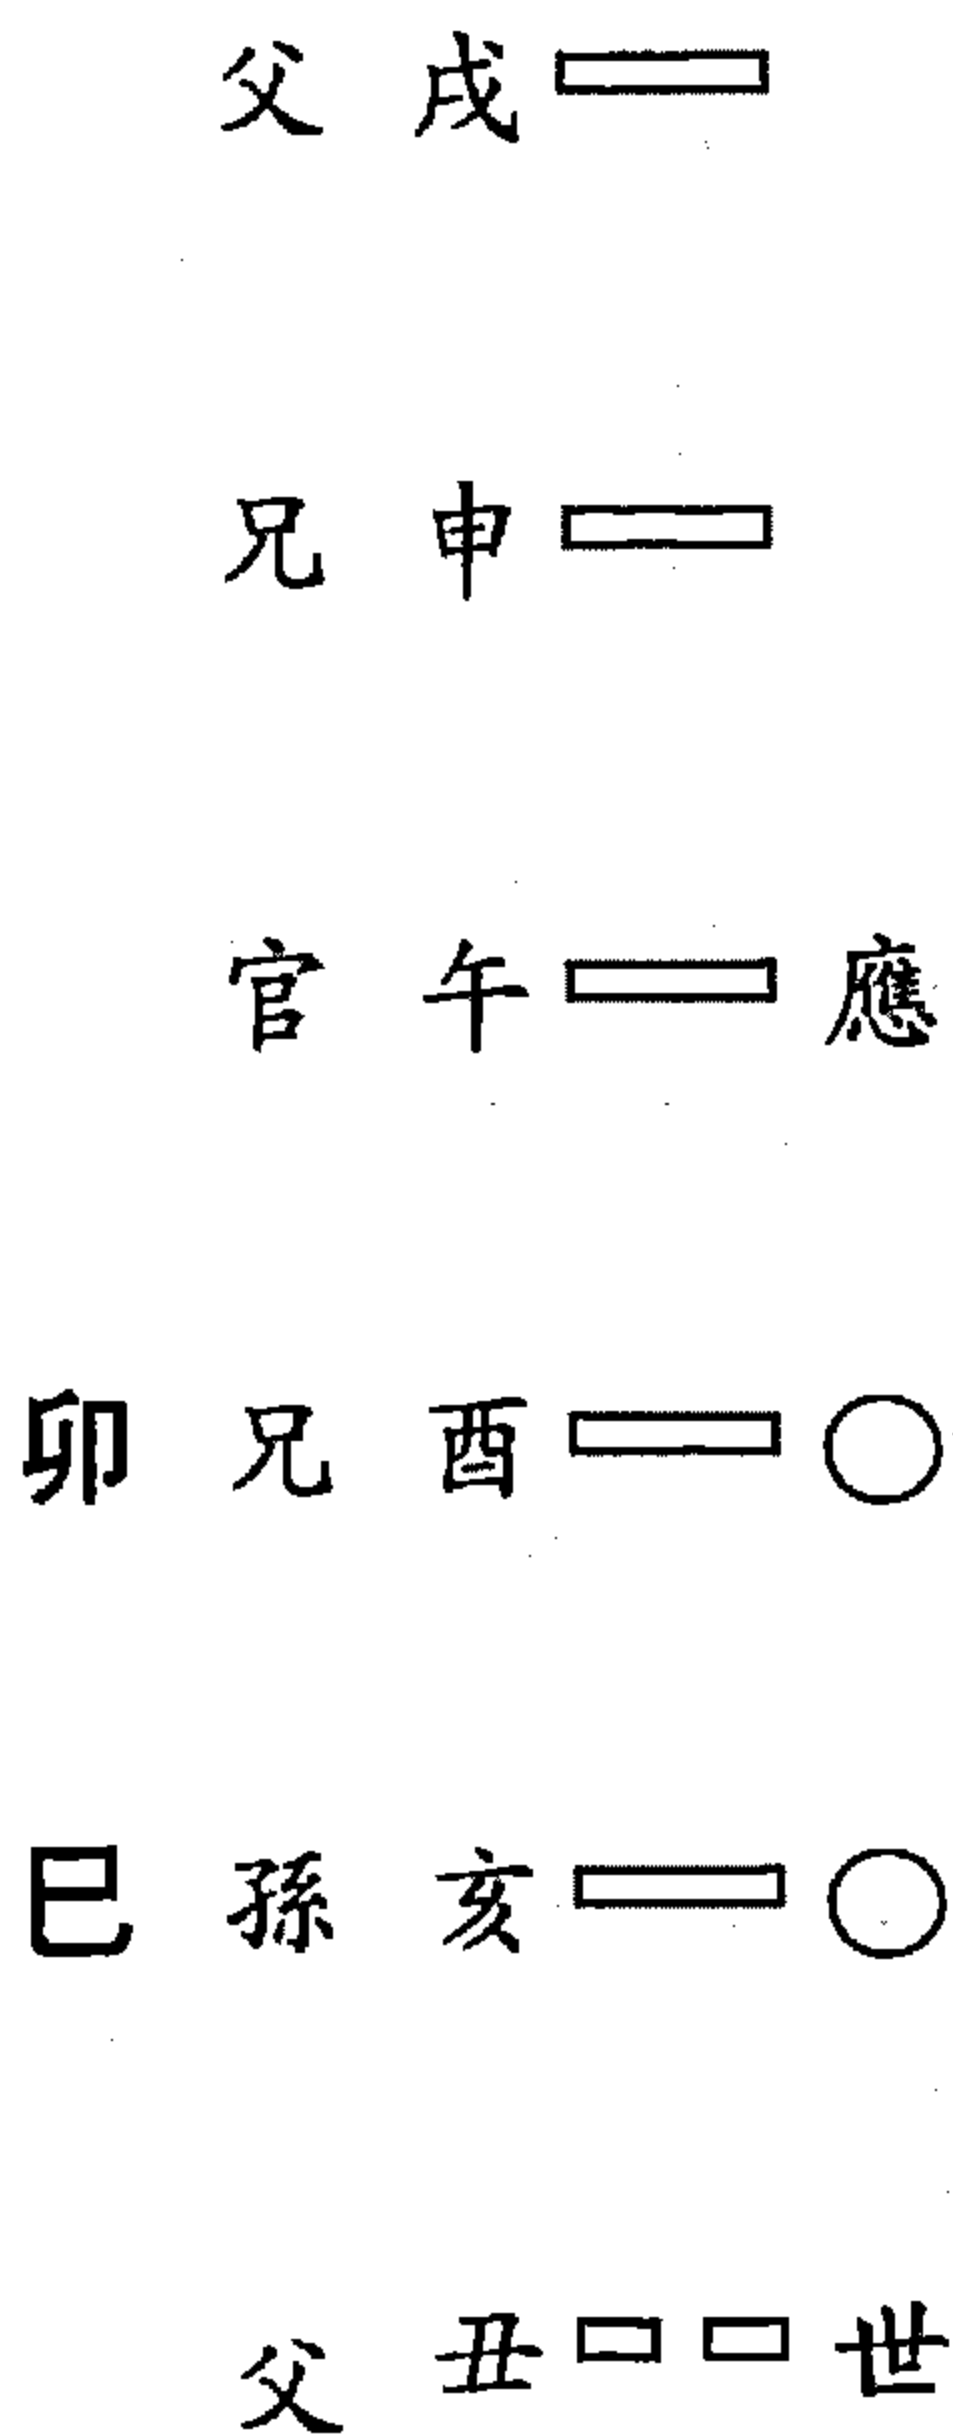 父 戌
兄 申
官 午 應
卯 兄 酉 ○
巳 孫 亥 ○
父 丑 世